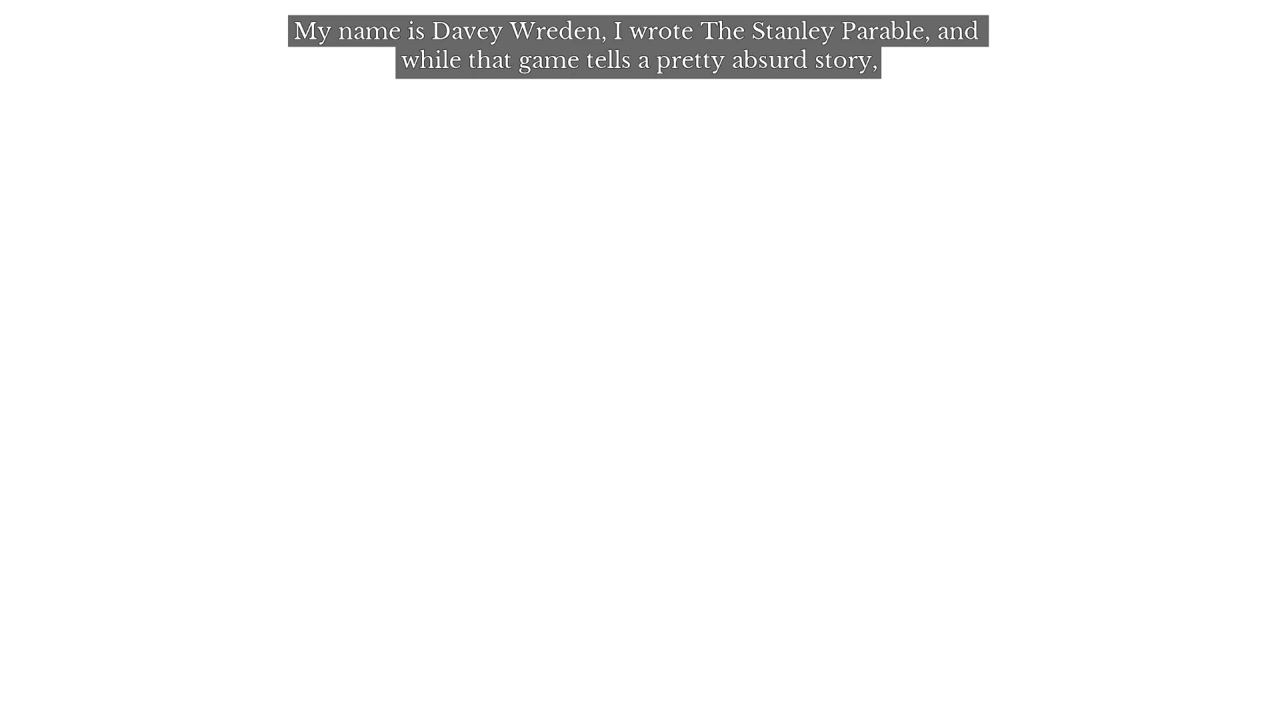 My name is Davey Wreden, I wrote The Stanley Parable, and
while that game tells a pretty absurd story,